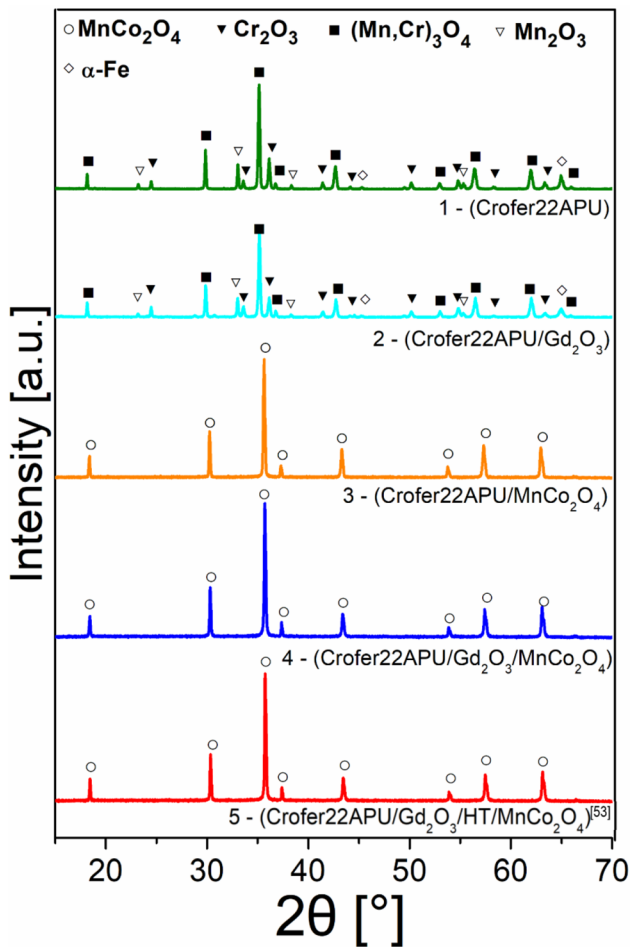 ○ MnCo₂O₄ ▼ Cr₂O₃ ■ (Mn,Cr)₃O₄ ▽ Mn₂O₃
◇ α-Fe
1 - (Crofer22APU)
2 - (Crofer22APU/Gd₂O₃)
3 - (Crofer22APU/MnCo₂O₄)
4 - (Crofer22APU/Gd₂O₃/MnCo₂O₄)
5 - (Crofer22APU/Gd₂O₃/HT/MnCo₂O₄)[53]
Intensity [a.u.]
20 30 40 50 60 70
2θ [°]